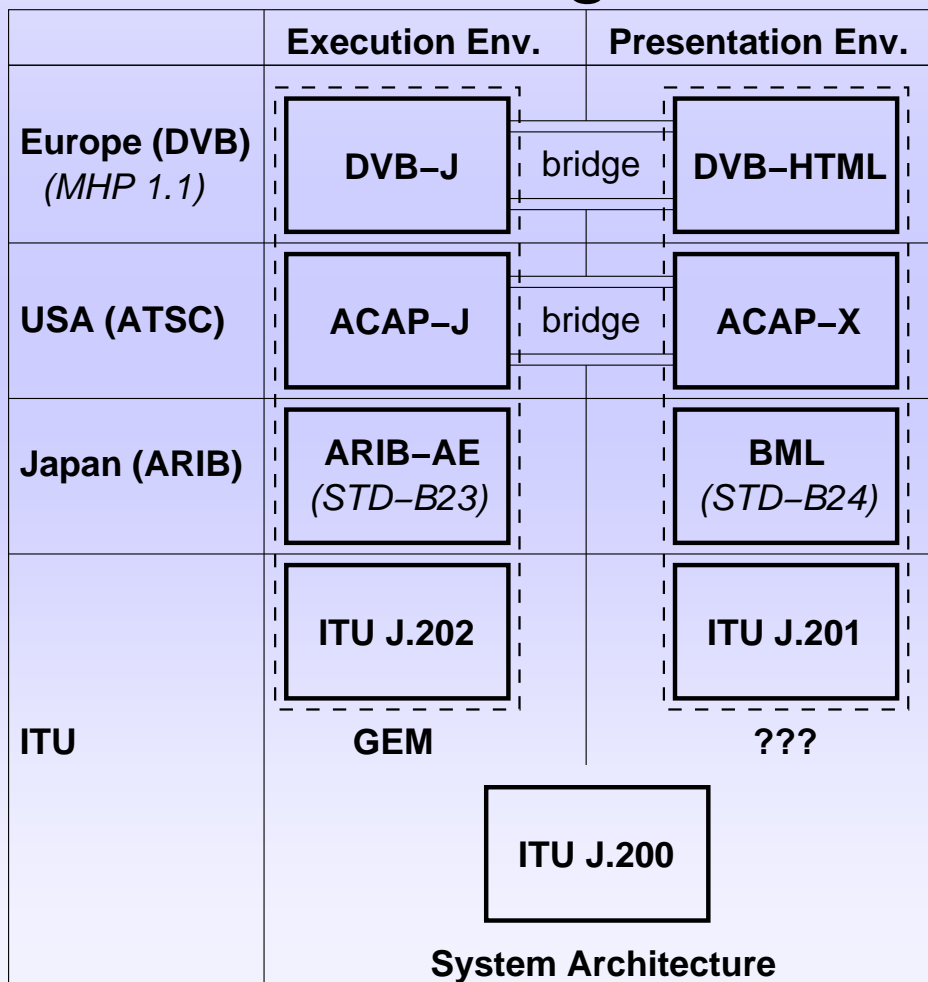 Execution Env. Presentation Env.
Europe (DVB)
(MHP 1.1)
DVB–J bridge DVB–HTML
USA (ATSC) ACAP–J bridge ACAP–X
Japan (ARIB)
ARIB–AE
(STD–B23)
BML
(STD–B24)
ITU J.202 ITU J.201
ITU GEM ???
ITU J.200
System Architecture